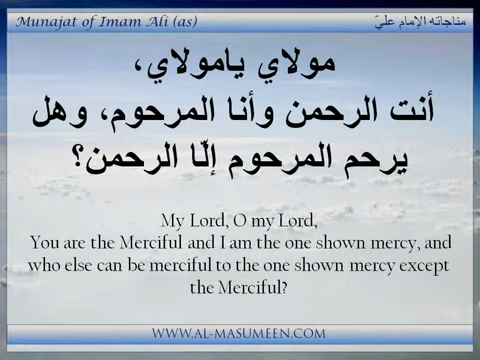 Munajat of Imam Ali (as)
مناجاته الإمام عليّ
مولاي يامولاي،
أنت الرحمن وأنا المرحوم، وهل
يرحم المرحوم إلّا الرحمن؟
My Lord, O my Lord,
You are the Merciful and I am the one shown mercy, and
who else can be merciful to the one shown mercy except
the Merciful?
WWW.AL-MASUMEEN.COM